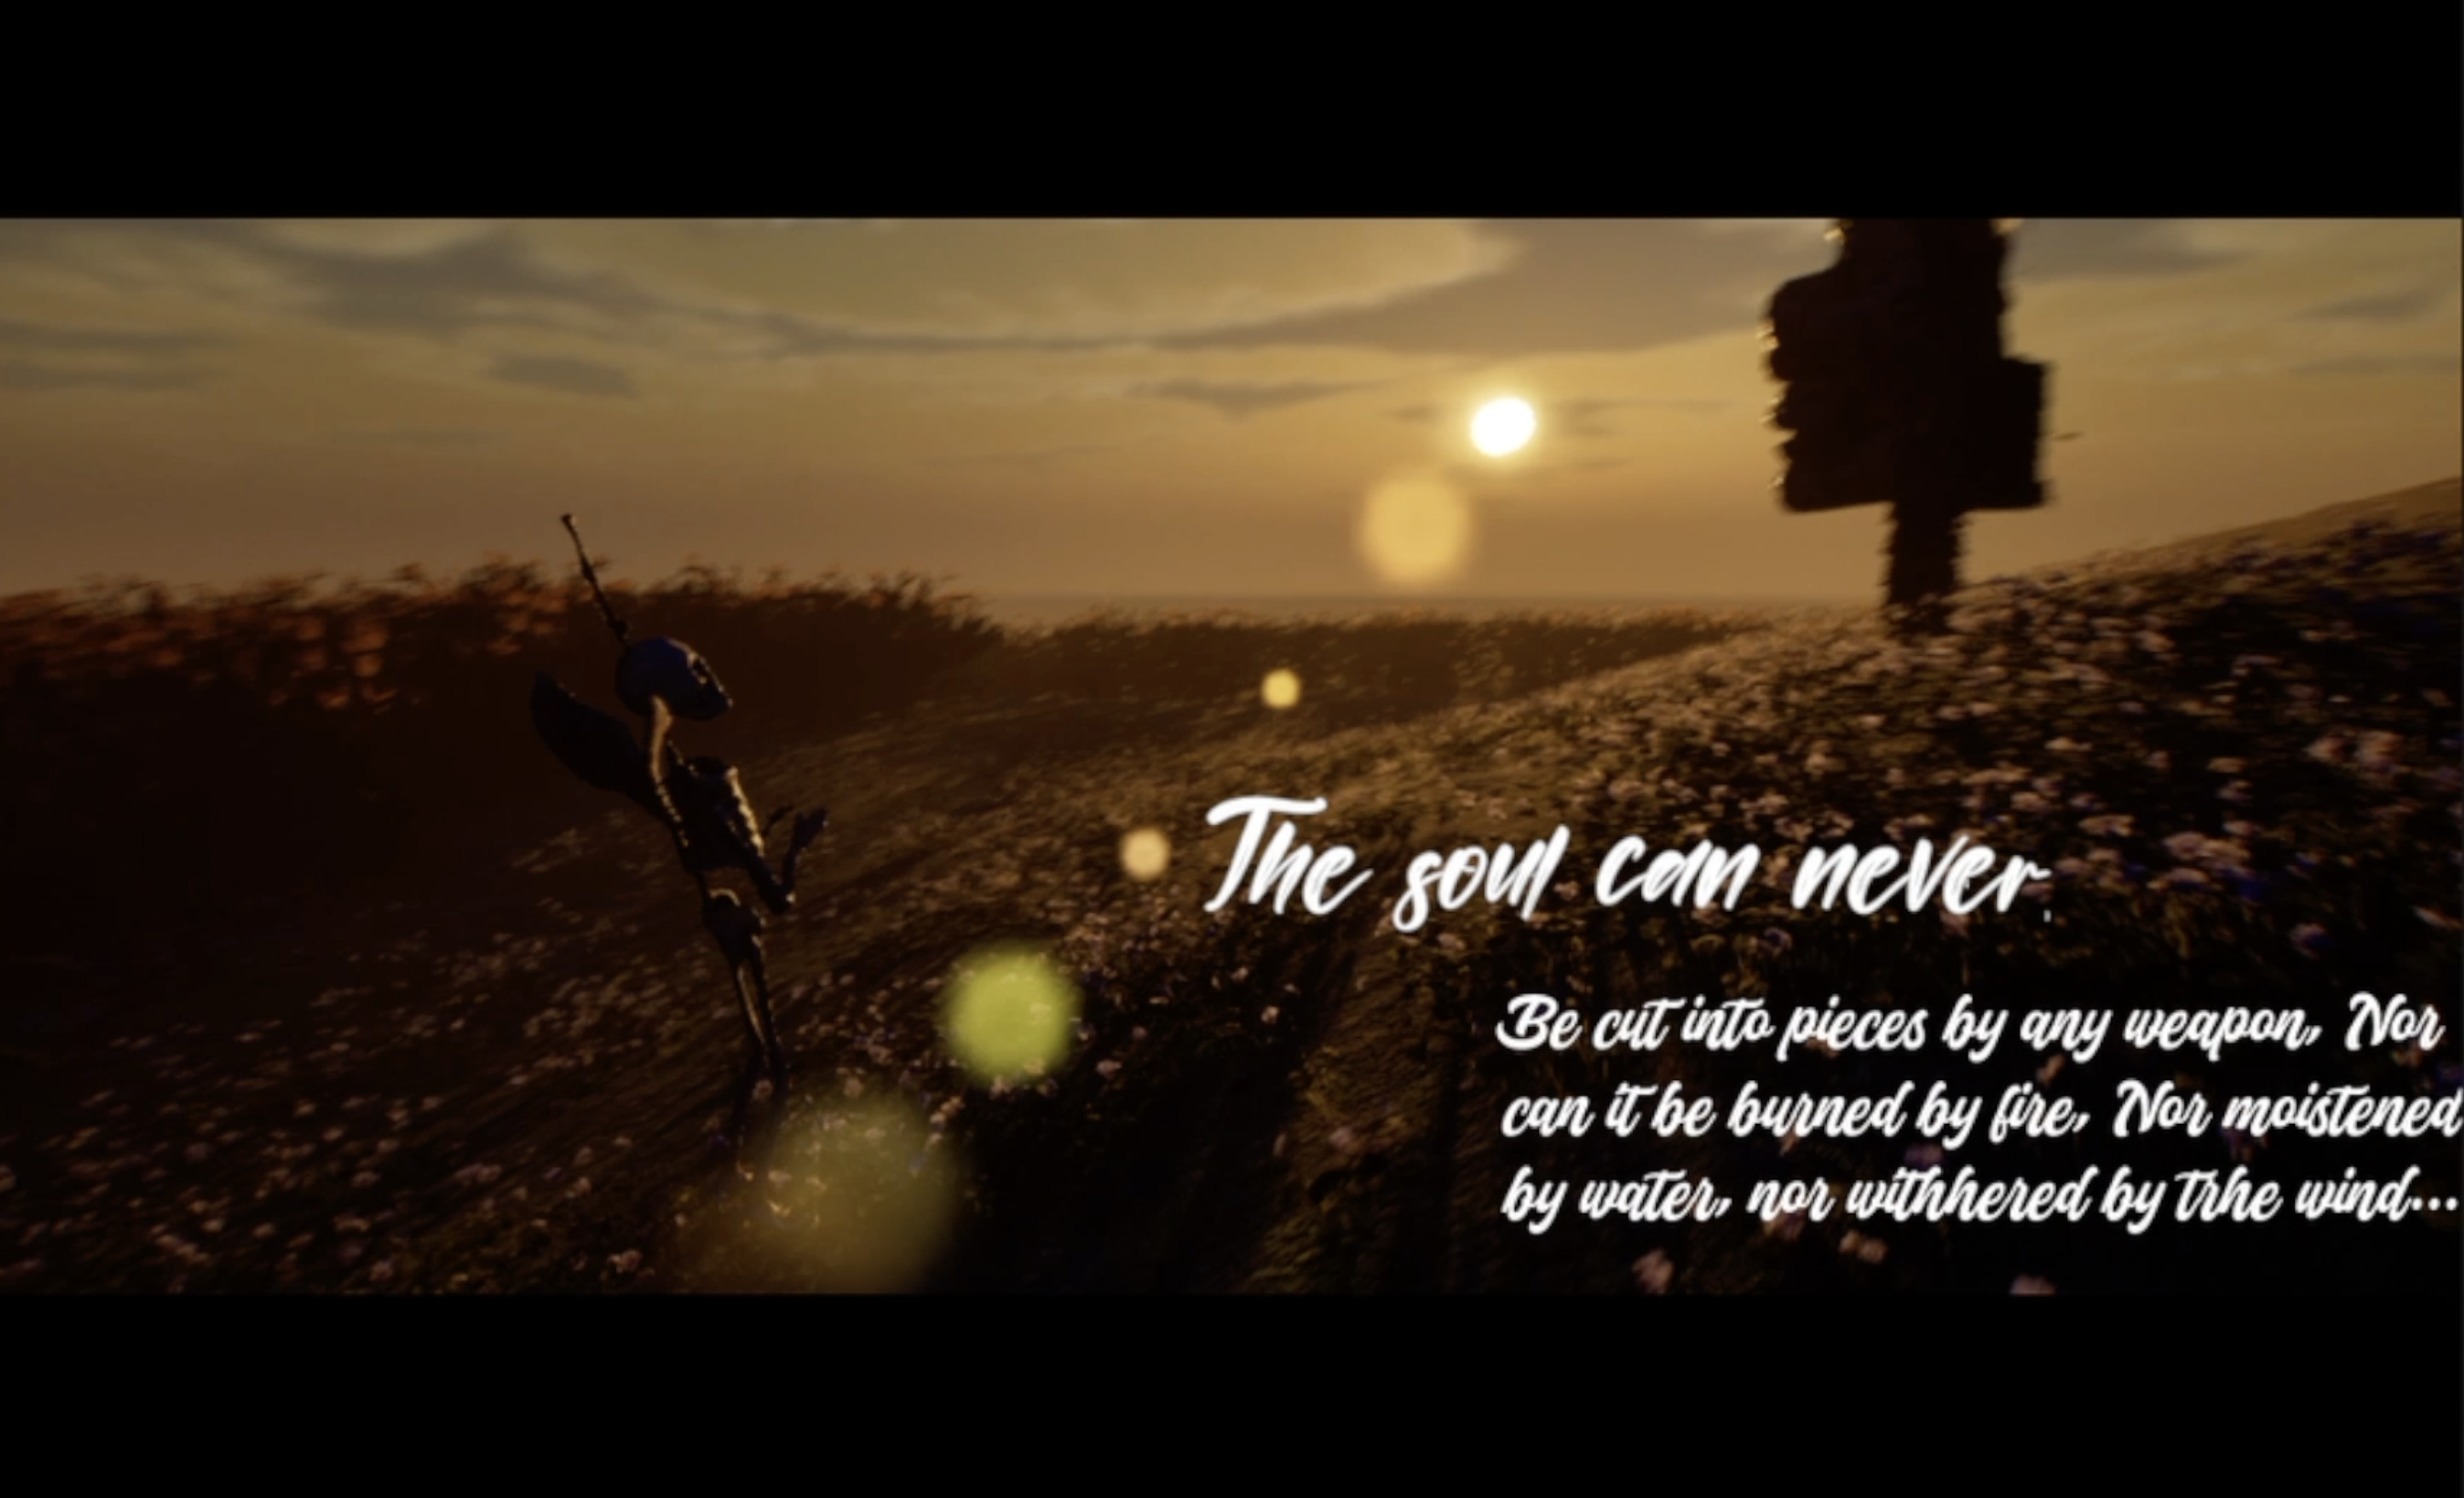 The soul can never
Be cut into pieces by any weapon, Nor
can it be burned by fire, Nor moistened
by water, nor withhered by trhe wind...